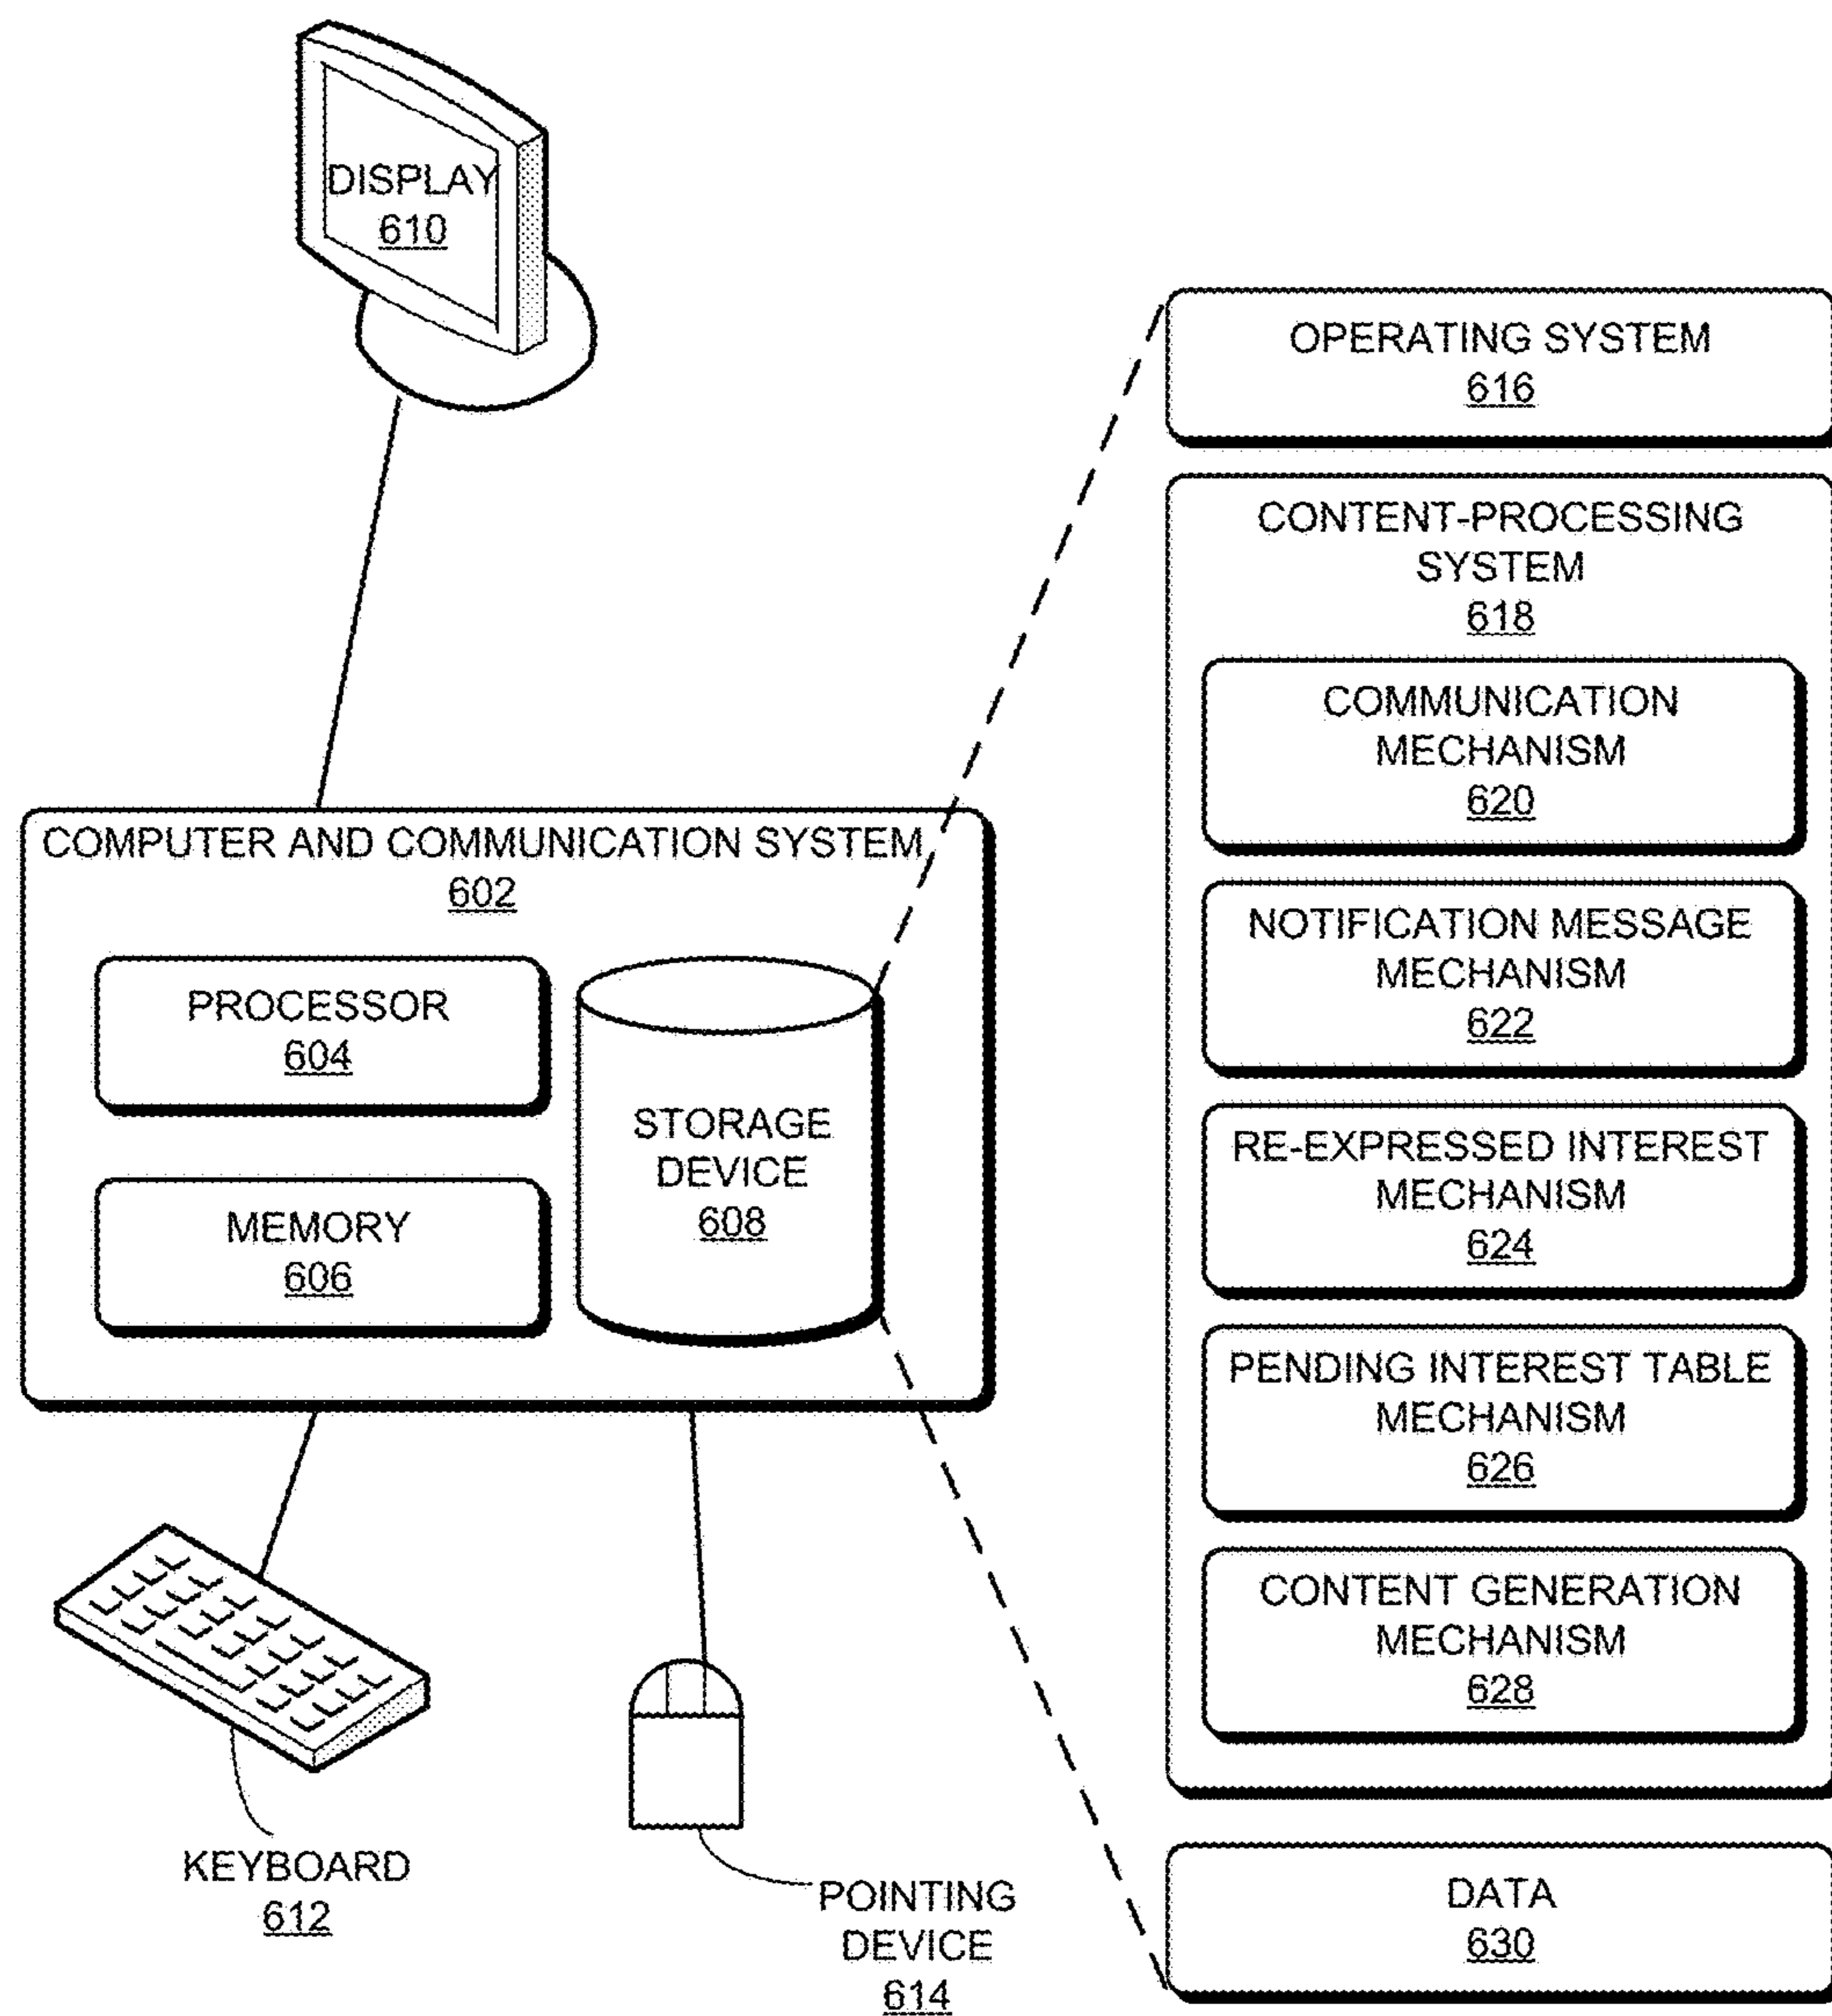 DISPLAY
610
COMPUTER AND COMMUNICATION SYSTEM
602
PROCESSOR
604
MEMORY
606
STORAGE
DEVICE
608
KEYBOARD
612
POINTING
DEVICE
614
OPERATING SYSTEM
616
CONTENT-PROCESSING
SYSTEM
618
COMMUNICATION
MECHANISM
620
NOTIFICATION MESSAGE
MECHANISM
622
RE-EXPRESSED INTEREST
MECHANISM
624
PENDING INTEREST TABLE
MECHANISM
626
CONTENT GENERATION
MECHANISM
628
DATA
630